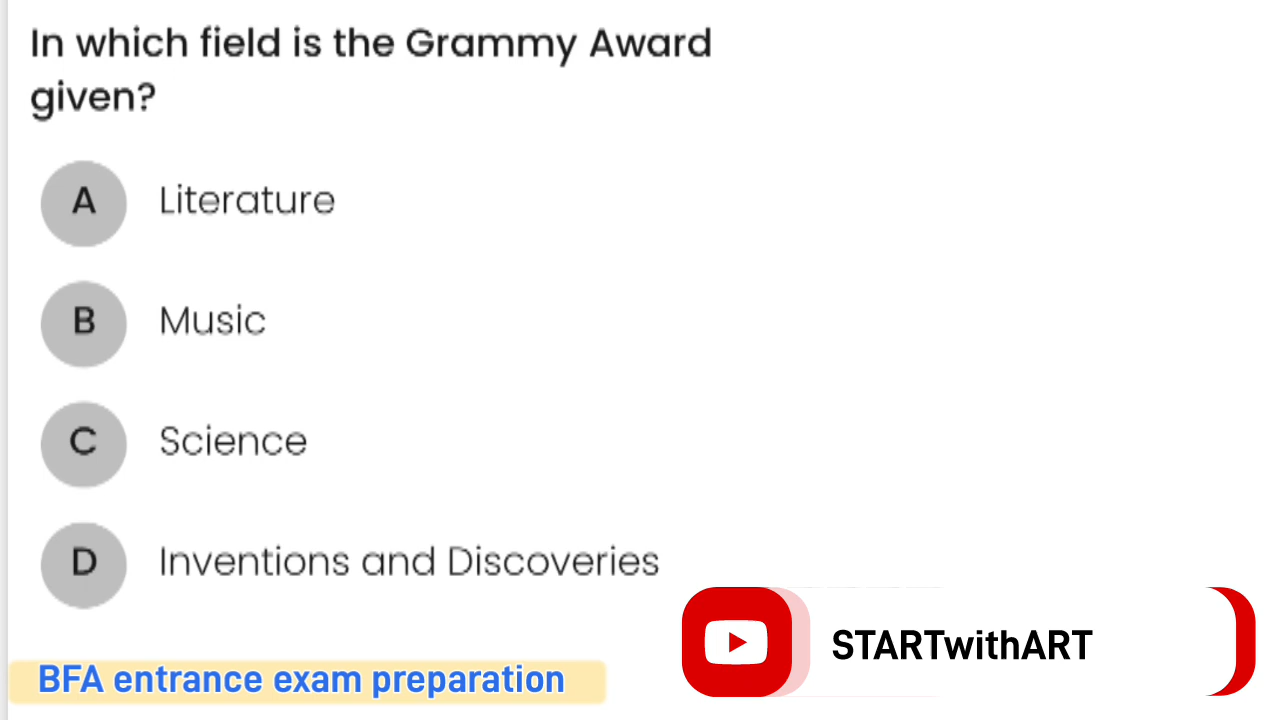 In which field is the Grammy Award
given?
A Literature
B Music
C Science
D Inventions and Discoveries
BFA entrance exam preparation
STARTwithART